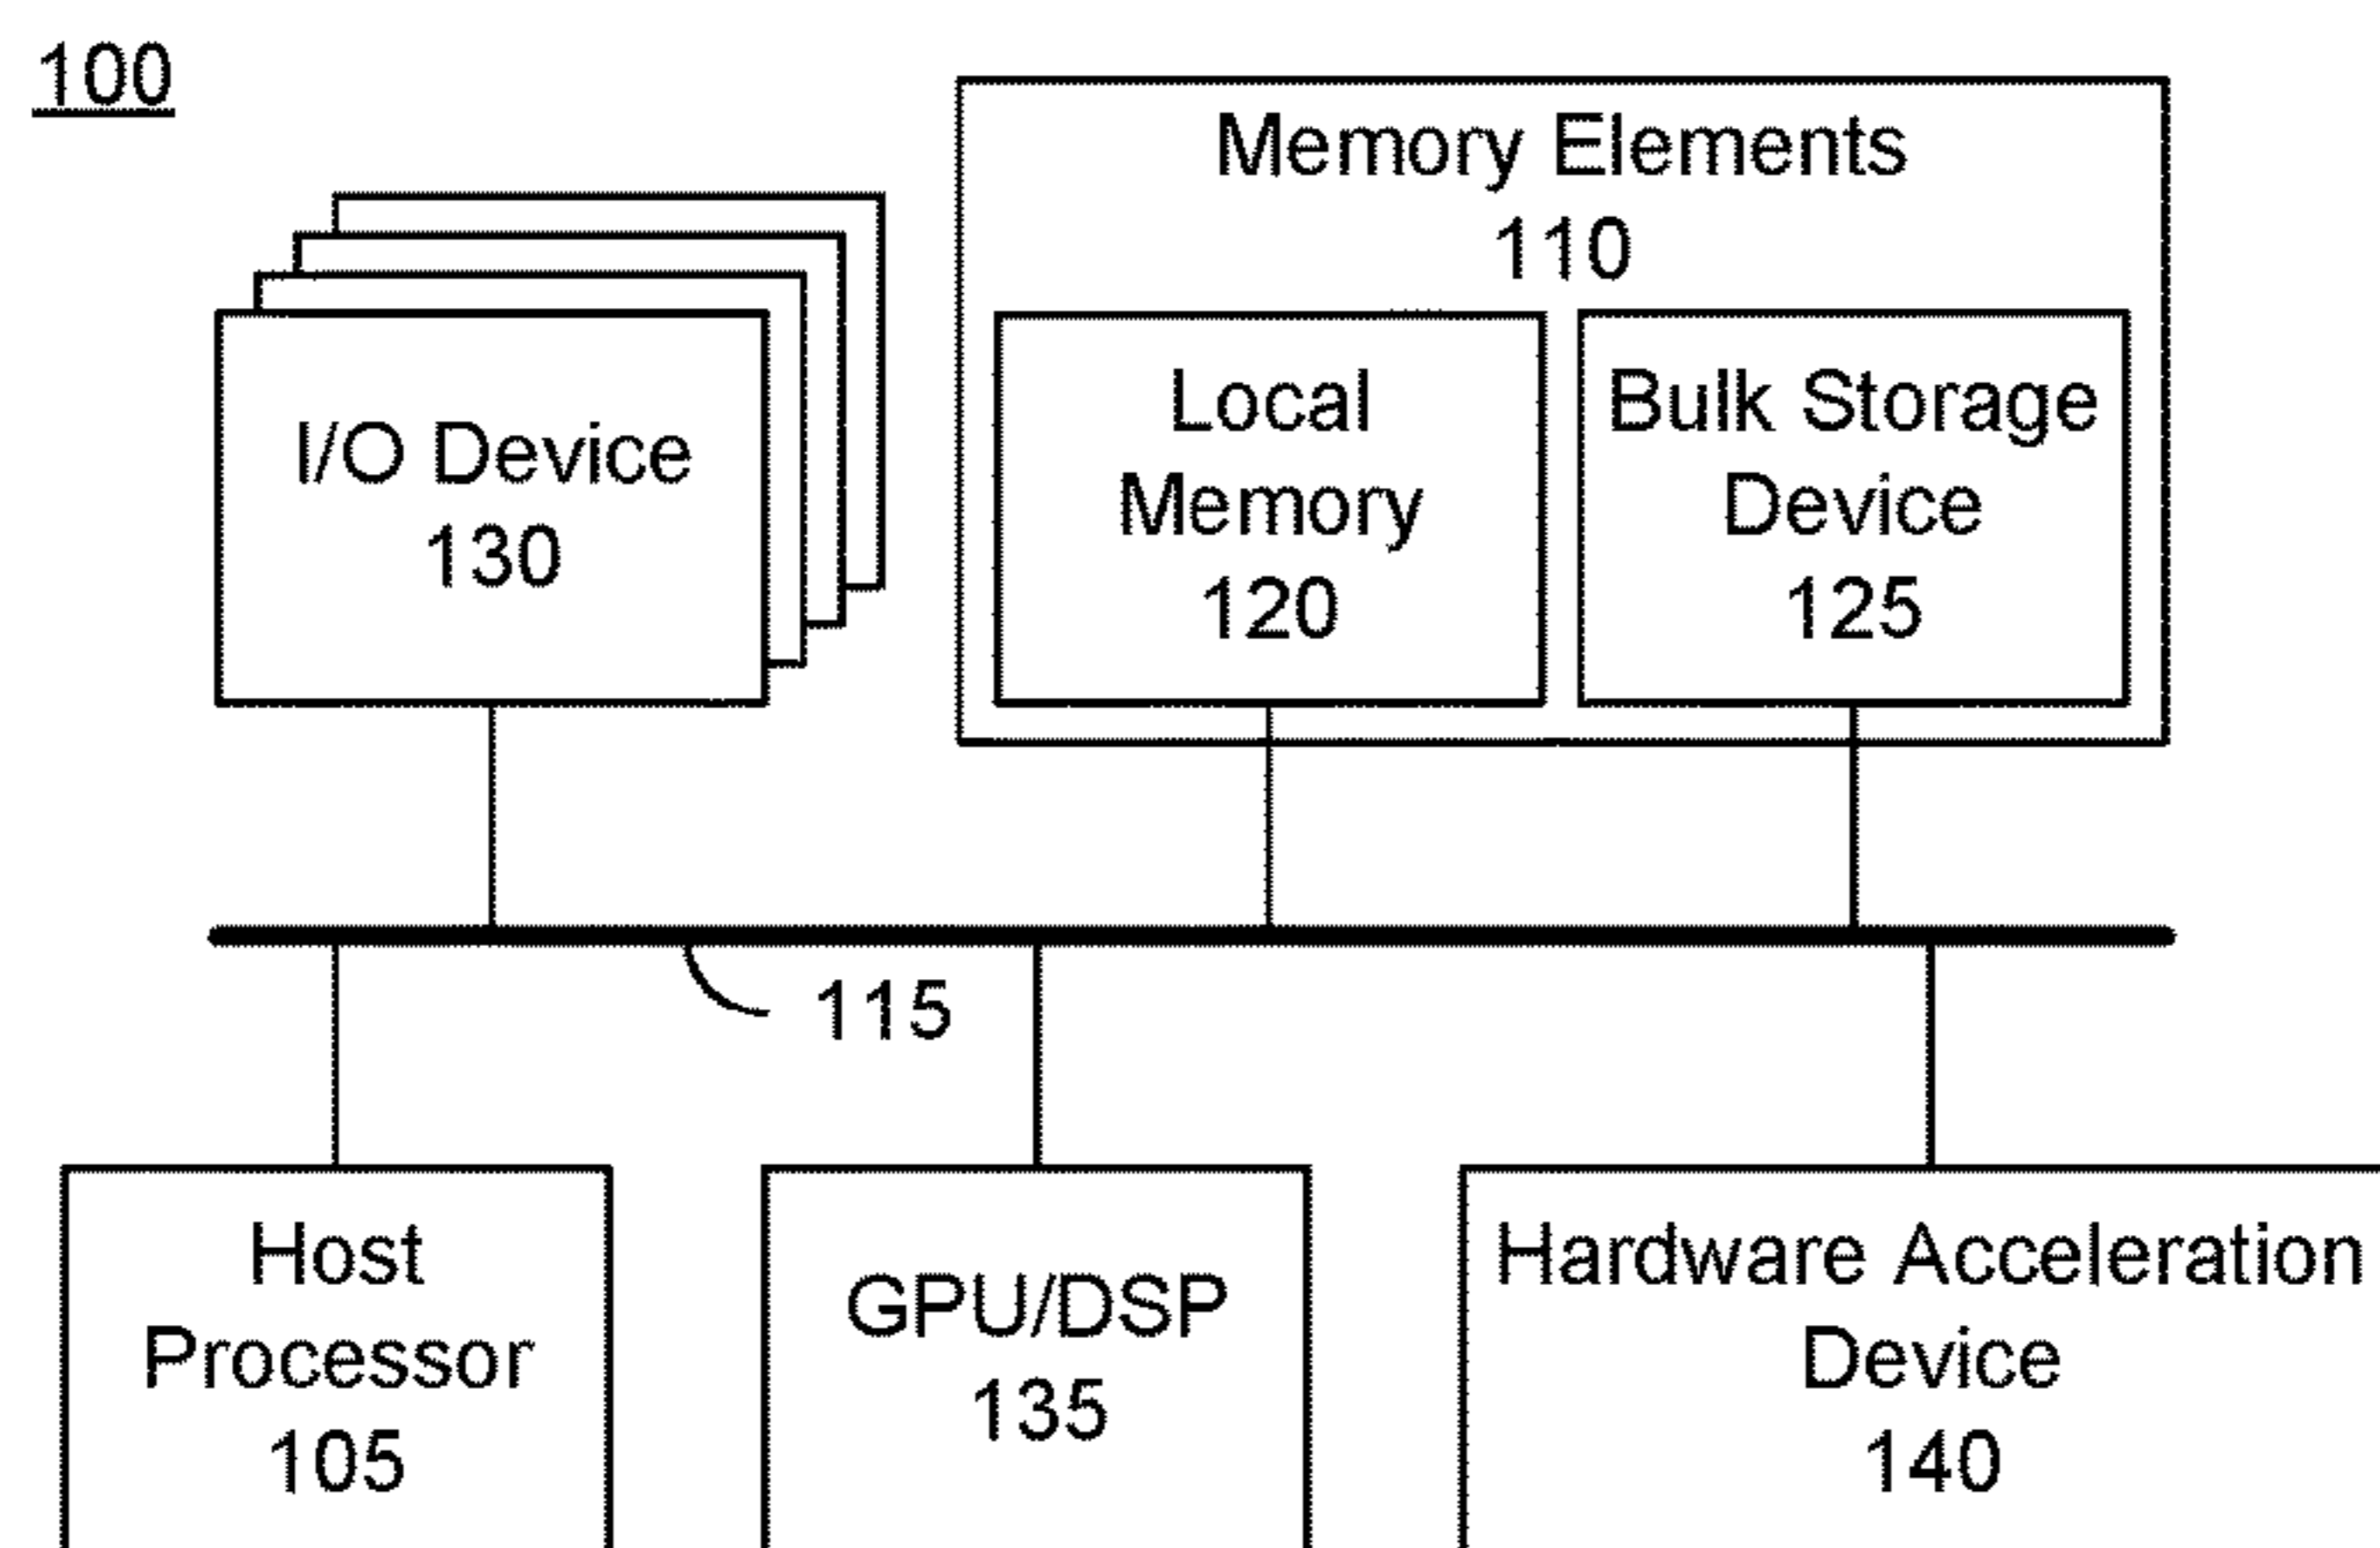 100
Memory Elements
110
I/O Device
130
Local
Memory
120
Bulk Storage
Device
125
115
Host
Processor
105
GPU/DSP
135
Hardware Acceleration
Device
140